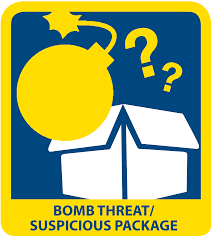 ? ?
BOMB THREAT/
SUSPICIOUS PACKAGE